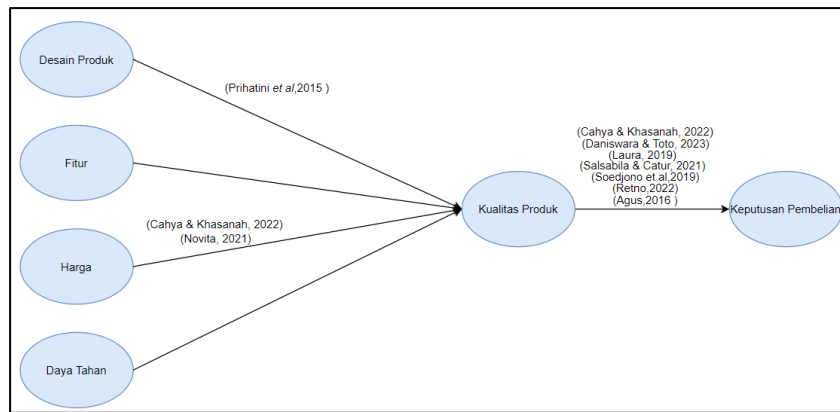 Desain Produk
(Prihatini et al,2015 )
Fitur
(Cahya & Khasanah, 2022)
(Daniswara & Toto, 2023)
(Laura, 2019)
(Salsabila & Catur, 2021)
(Soedjono et al,2019)
(Retno,2022)
(Agus,2016 )
Kualitas Produk
Keputusan Pembelian
(Cahya & Khasanah, 2022)
(Novita, 2021)
Harga
Daya Tahan